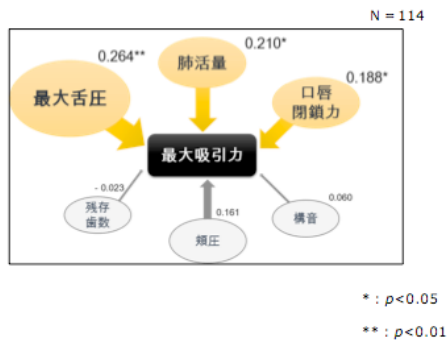 N = 114
0.264**
0.210*
0.188*
最大舌圧
肺活量
口唇
閉鎖力
最大吸引力
- 0.023
0.161
0.060
残存
歯数
頬圧
構音
* : p<0.05
** : p<0.01